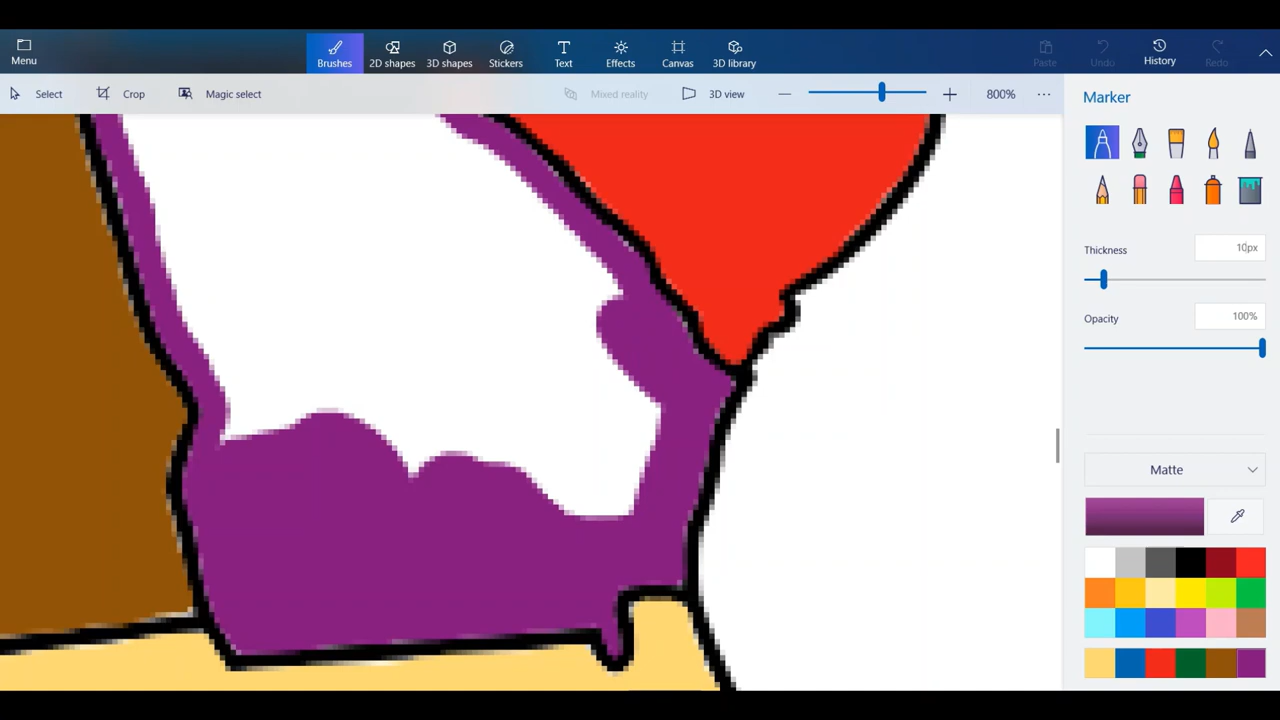 Menu
Brushes
2D shapes
3D shapes
Stickers
Text
Effects
Canvas
3D library
Paste
Undo
History
Redo
Select
Crop
Magic select
Mixed reality
3D view
800%
Marker
Thickness
10px
Opacity
100%
Matte